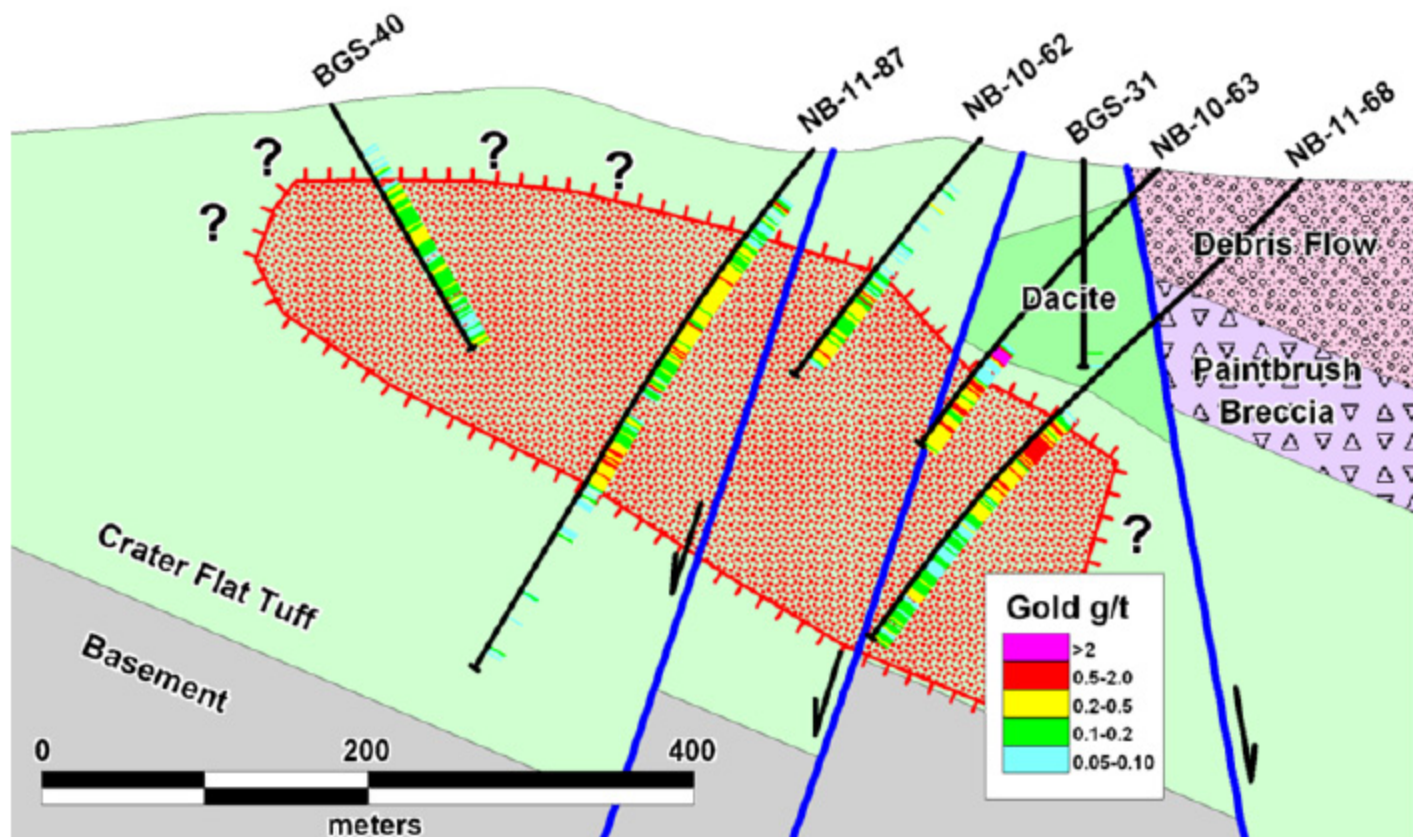 BGS-40
NB-11-87
NB-10-62
BGS-31
NB-10-63
NB-11-68
?
?
?
?
Debris Flow
Dacite
Paintbrush
Breccia
?
Crater Flat Tuff
Basement
Gold g/t
>2
0.5-2.0
0.2-0.5
0.1-0.2
0.05-0.10
0 200 400
meters